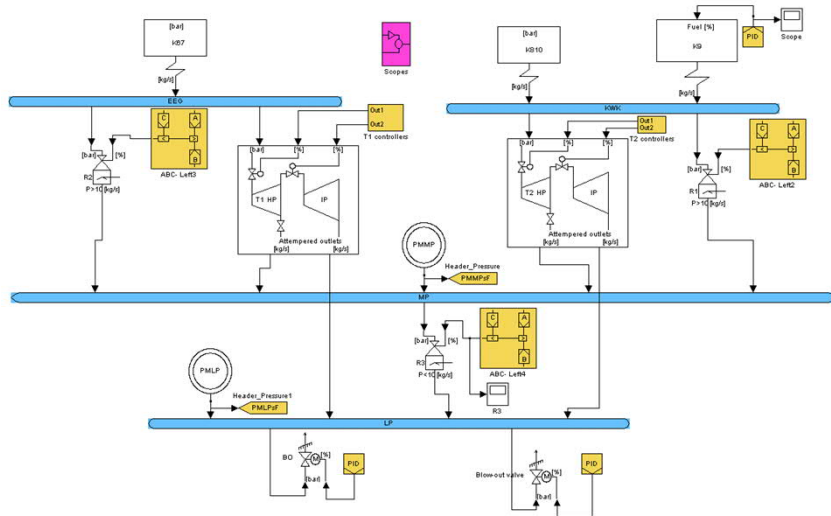 [bar]
K67
[kg/s]
Scopes
[bar]
K810
[kg/s]
Fuel [%]
K9
[kg/s]
PID
Scope
EEG
KWK
C
A
B
ABC- Left3
[bar]
[%]
R2
P>10 [kg/s]
Out1
Out2
T1 controllers
[bar]
[%]
[%]
T1 HP
IP
Attempered outlets
[kg/s]
[kg/s]
Out1
Out2
T2 controllers
[bar]
[%]
[%]
T2 HP
IP
Attempered outlets
[kg/s]
[kg/s]
C
A
B
ABC- Left2
[bar]
[%]
R1
P>10 [kg/s]
PMMP
Header_Pressure
PMMPsF
MP
C
A
B
ABC- Left4
[bar]
[%]
R3
P<10 [kg/s]
R3
PMLP
Header_Pressure1
PMLPsF
LP
BO
M
[%]
[bar]
PID
Blow-out valve
M
[%]
[bar]
PID